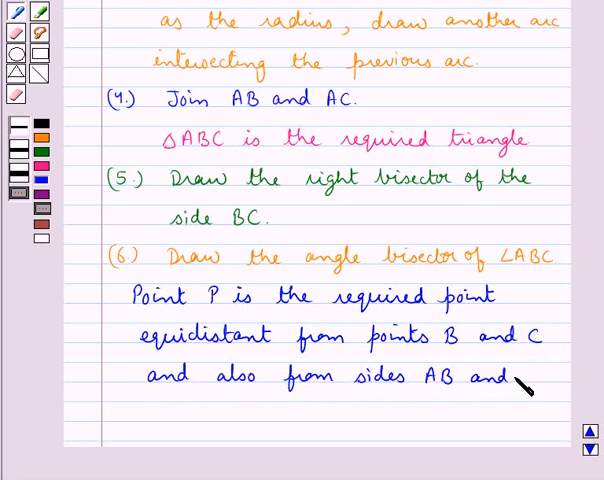 as the radius, draw another arc
intersecting the previous arc.
(4.) Join AB and AC.
△ABC is the required triangle
(5.) Draw the right bisector of the
side BC.
(6.) Draw the angle bisector of ∠ABC
Point P is the required point
equidistant from points B and C
and also from sides AB and